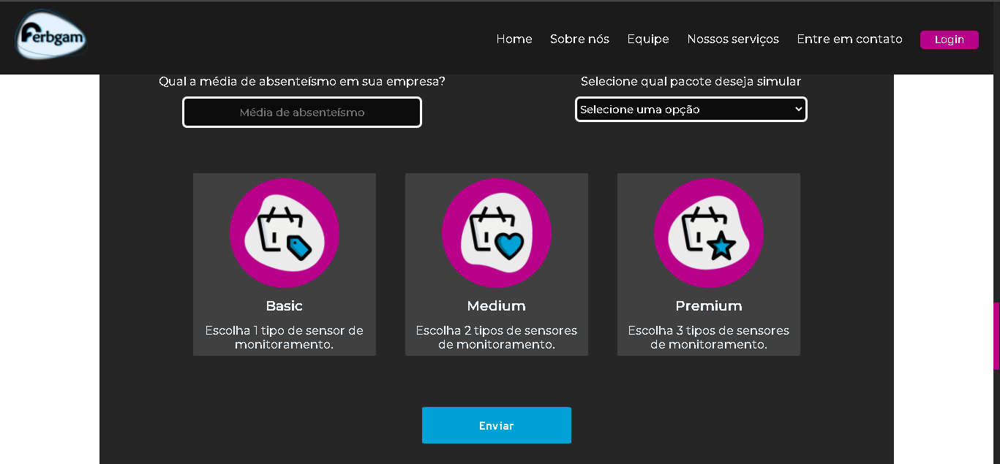 Ferbgam
Home Sobre nós Equipe Nossos serviços Entre em contato Login
Qual a média de absenteísmo em sua empresa?
Selecione qual pacote deseja simular
Média de absenteísmo
Selecione uma opção
Basic
Escolha 1 tipo de sensor de
monitoramento.
Medium
Escolha 2 tipos de sensores
de monitoramento.
Premium
Escolha 3 tipos de sensores
de monitoramento.
Enviar